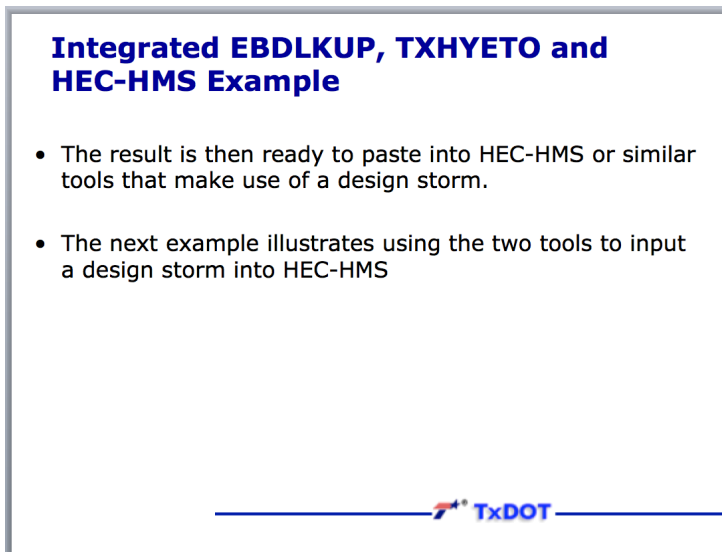 Integrated EBDLKUP, TXHYETO and
HEC-HMS Example
• The result is then ready to paste into HEC-HMS or similar
tools that make use of a design storm.
• The next example illustrates using the two tools to input
a design storm into HEC-HMS
TxDOT